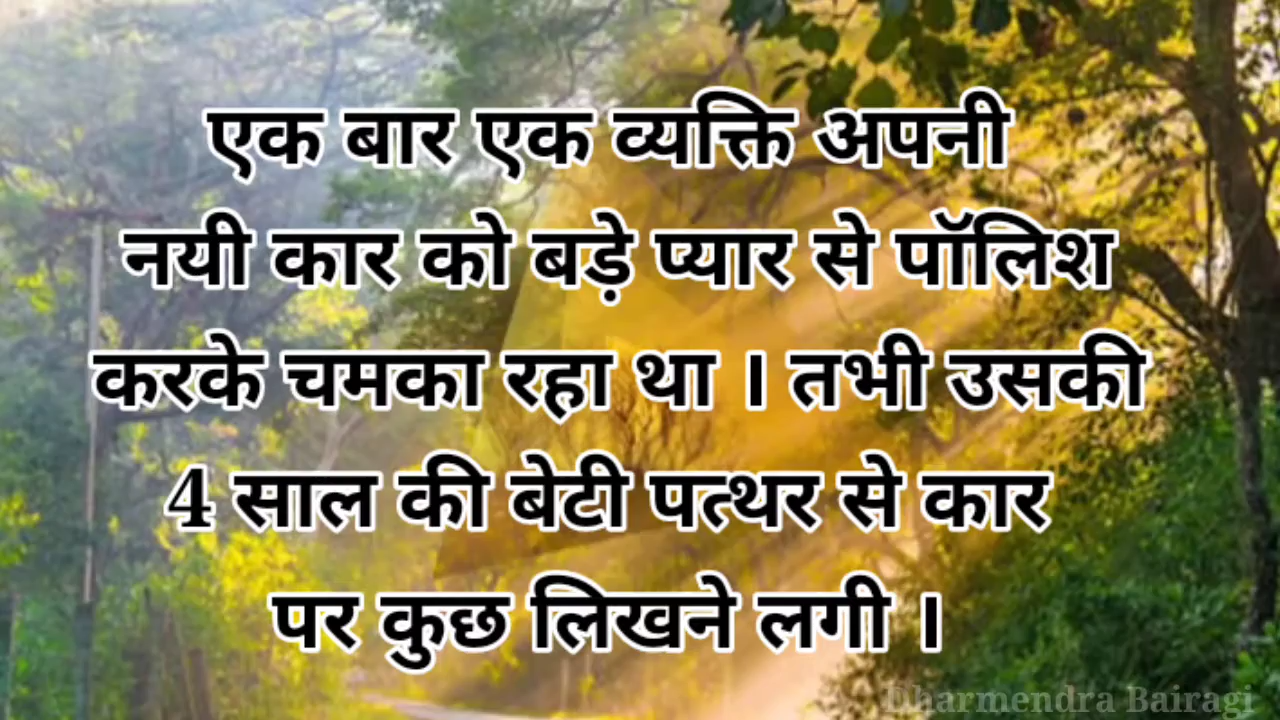 एक बार एक व्यक्ति अपनी
नयी कार को बड़े प्यार से पॉलिश
करके चमका रहा था । तभी उसकी
4 साल की बेटी पत्थर से कार
पर कुछ लिखने लगी ।
Dharmendra Bairagi